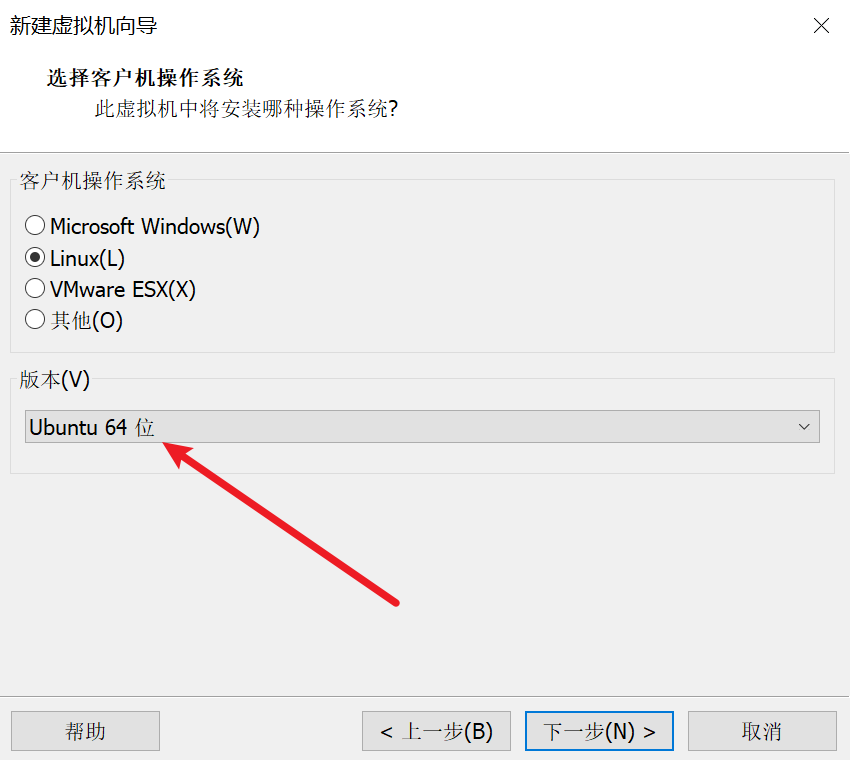 新建虚拟机向导
选择客户机操作系统
此虚拟机中将安装哪种操作系统?
客户机操作系统
Microsoft Windows(W)
Linux(L)
VMware ESX(X)
其他(O)
版本(V)
Ubuntu 64 位
帮助
< 上一步(B)
下一步(N) >
取消